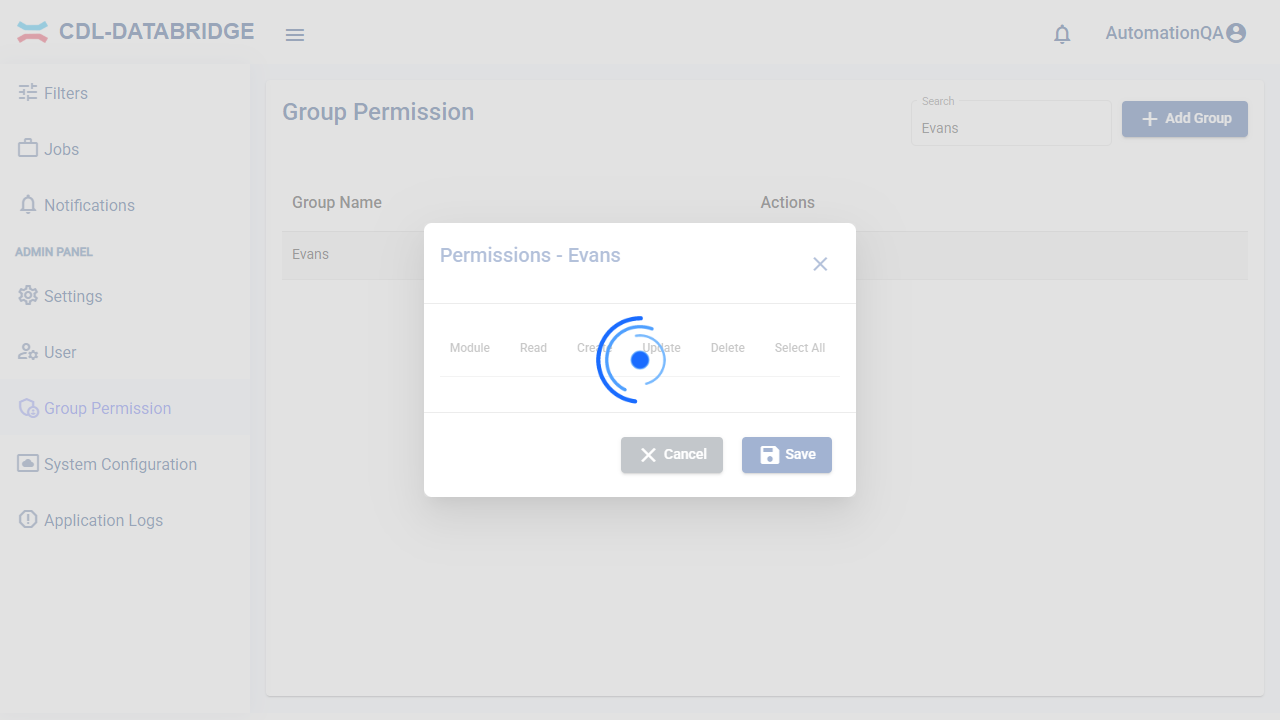 CDL-DATABRIDGE
AutomationQA
Filters
Jobs
Notifications
ADMIN PANEL
Settings
User
Group Permission
System Configuration
Application Logs
Group Permission
Search
Evans
Add Group
Group Name Actions
Evans
Permissions - Evans
Module Read Create Update Delete Select All
Cancel Save